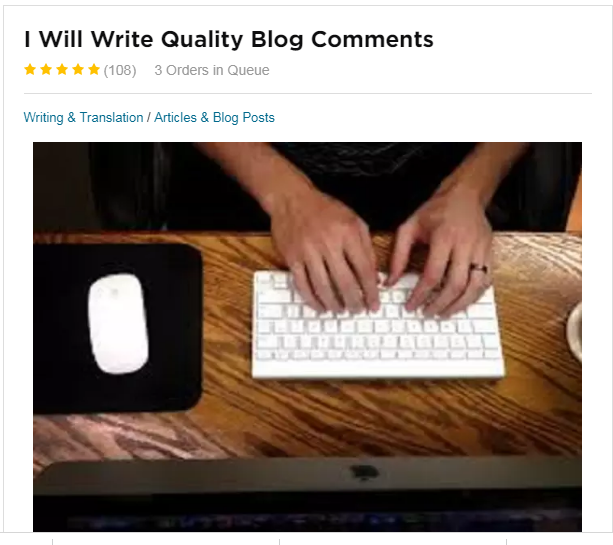 I Will Write Quality Blog Comments
(108) 3 Orders in Queue
Writing & Translation / Articles & Blog Posts